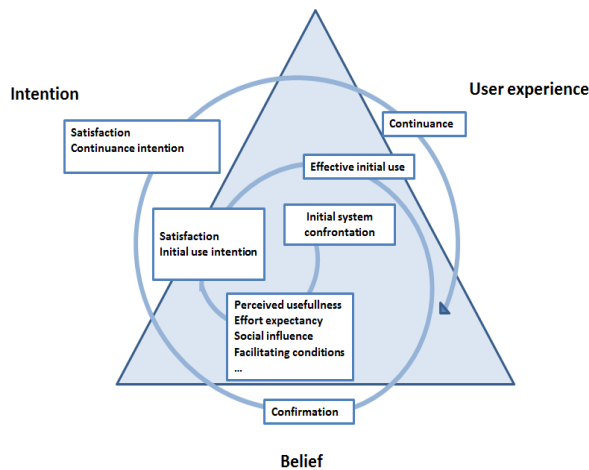 Intention
User experience
Satisfaction
Continuance intention
Continuance
Effective initial use
Initial system
confrontation
Satisfaction
Initial use intention
Perceived usefullness
Effort expectancy
Social influence
Facilitating conditions
...
Confirmation
Belief